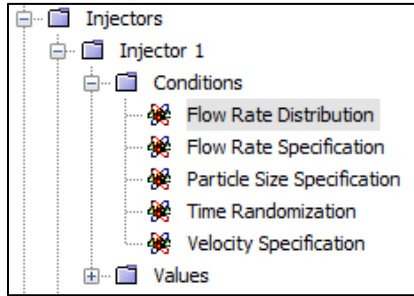 Injectors
Injector 1
Conditions
Flow Rate Distribution
Flow Rate Specification
Particle Size Specification
Time Randomization
Velocity Specification
Values